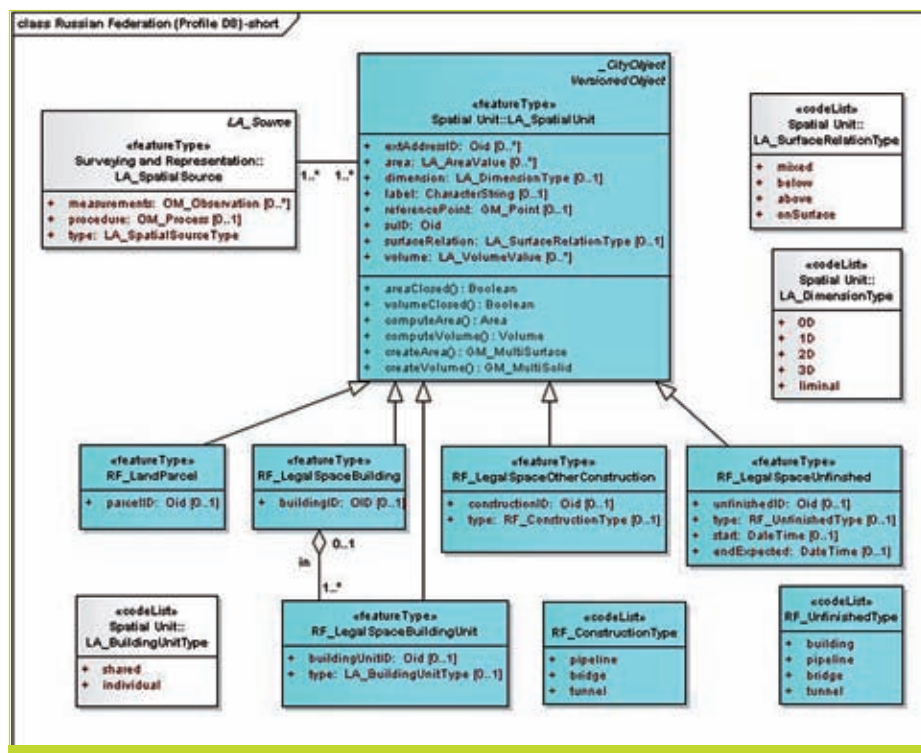 class Russian Federation (Profile D8)-short
LA_Source
«featureType»
Surveying and Representation::
LA_SpatialSource
+ measurements: OM_Observation [0..*]
+ procedure: OM_Process [0..1]
+ type: LA_SpatialSourceType
1..* 1..*
_CityObject
VersionedObject
«featureType»
Spatial Unit::LA_SpatialUnit
+ extAddressID: Oid [0..*]
+ area: LA_AreaValue [0..*]
+ dimension: LA_DimensionType [0..1]
+ label: CharacterString [0..1]
+ referencePoint: GM_Point [0..1]
+ suID: Oid
+ surfaceRelation: LA_SurfaceRelationType [0..1]
+ volume: LA_VolumeValue [0..*]
+ areaClosed() : Boolean
+ volumeClosed() : Boolean
+ computeArea() : Area
+ computeVolume() : Volume
+ createArea() : GM_MultiSurface
+ createVolume() : GM_MultiSolid
«codeList»
Spatial Unit::
LA_SurfaceRelationType
+ mixed
+ below
+ above
+ onSurface
«codeList»
Spatial Unit::
LA_DimensionType
+ 0D
+ 1D
+ 2D
+ 3D
+ liminal
«featureType»
RF_LandParcel
+ parcelID: Oid [0..1]
«featureType»
RF_LegalSpaceBuilding
+ buildingID: OID [0..1]
«featureType»
RF_LegalSpaceOtherConstruction
+ constructionID: Oid [0..1]
+ type: RF_ConstructionType [0..1]
«featureType»
RF_LegalSpaceUnfinshed
+ unfinishedID: Oid [0..1]
+ type: RF_UnfinishedType [0..1]
+ start: DateTime [0..1]
+ endExpected: DateTime [0..1]
0..1
in
1..*
«codeList»
Spatial Unit::
LA_BuildingUnitType
+ shared
+ individual
«featureType»
RF_LegalSpaceBuildingUnit
+ buildingUnitID: Oid [0..1]
+ type: LA_BuildingUnitType [0..1]
«codeList»
RF_ConstructionType
+ pipeline
+ bridge
+ tunnel
«codeList»
RF_UnfinishedType
+ building
+ pipeline
+ bridge
+ tunnel